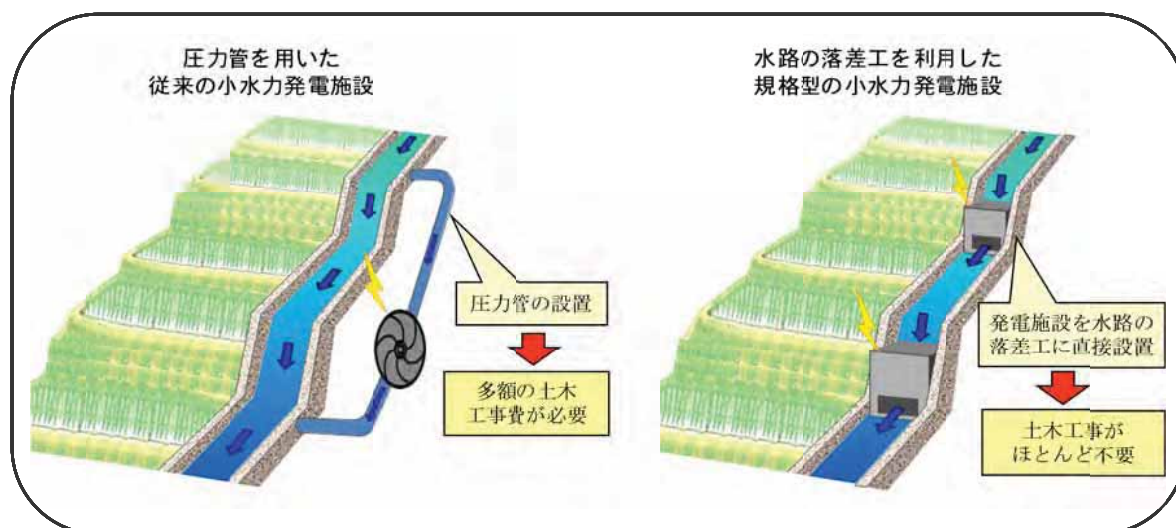 圧力管を用いた
従来の小水力発電施設
圧力管の設置
多額の土木
工事費が必要
水路の落差工を利用した
規格型の小水力発電施設
発電施設を水路の
落差工に直接設置
土木工事が
ほとんど不要